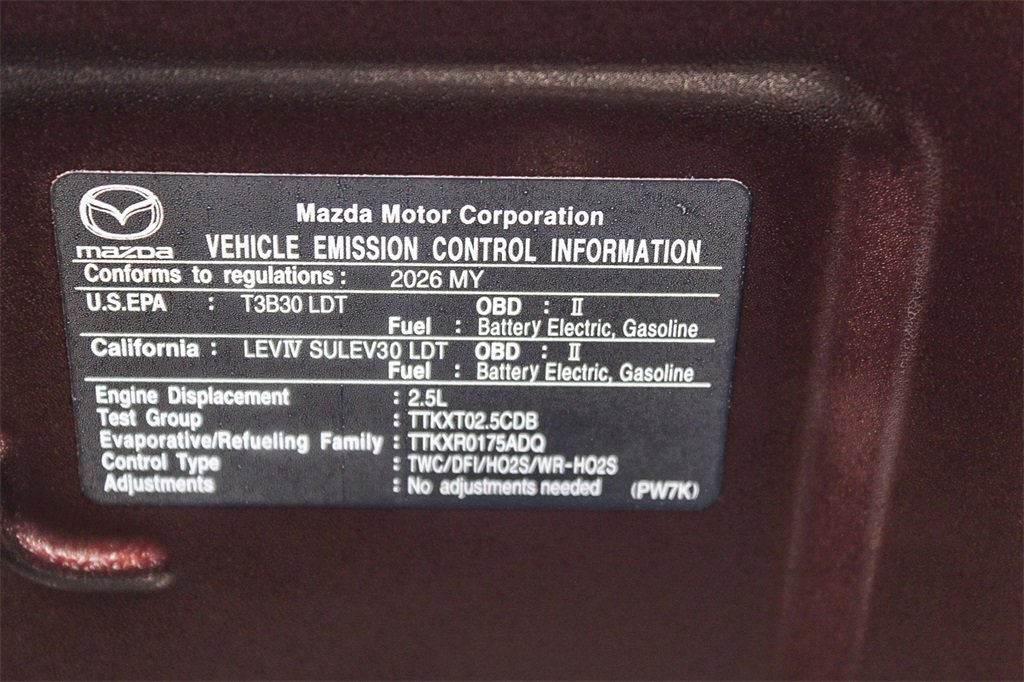 Mazda Motor Corporation
mazda
VEHICLE EMISSION CONTROL INFORMATION
Conforms to regulations : 2026 MY
U.S.EPA : T3B30 LDT OBD : II
Fuel : Battery Electric, Gasoline
California : LEVIV SULEV30 LDT OBD : II
Fuel : Battery Electric, Gasoline
Engine Displacement : 2.5L
Test Group : TTKXT02.5CDB
Evaporative/Refueling Family : TTKXR0175ADQ
Control Type : TWC/DFI/HO2S/WR-HO2S
Adjustments : No adjustments needed (PW7K)